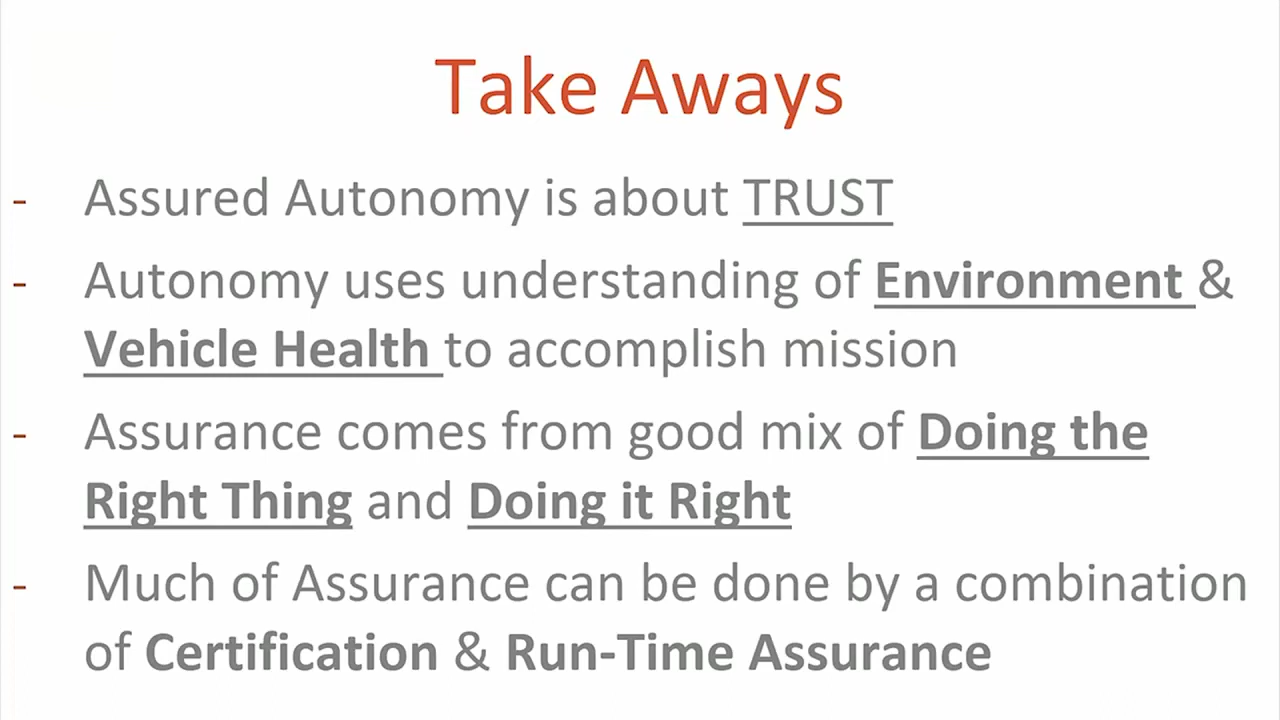 Take Aways
- Assured Autonomy is about TRUST
- Autonomy uses understanding of Environment &
Vehicle Health to accomplish mission
- Assurance comes from good mix of Doing the
Right Thing and Doing it Right
- Much of Assurance can be done by a combination
of Certification & Run-Time Assurance